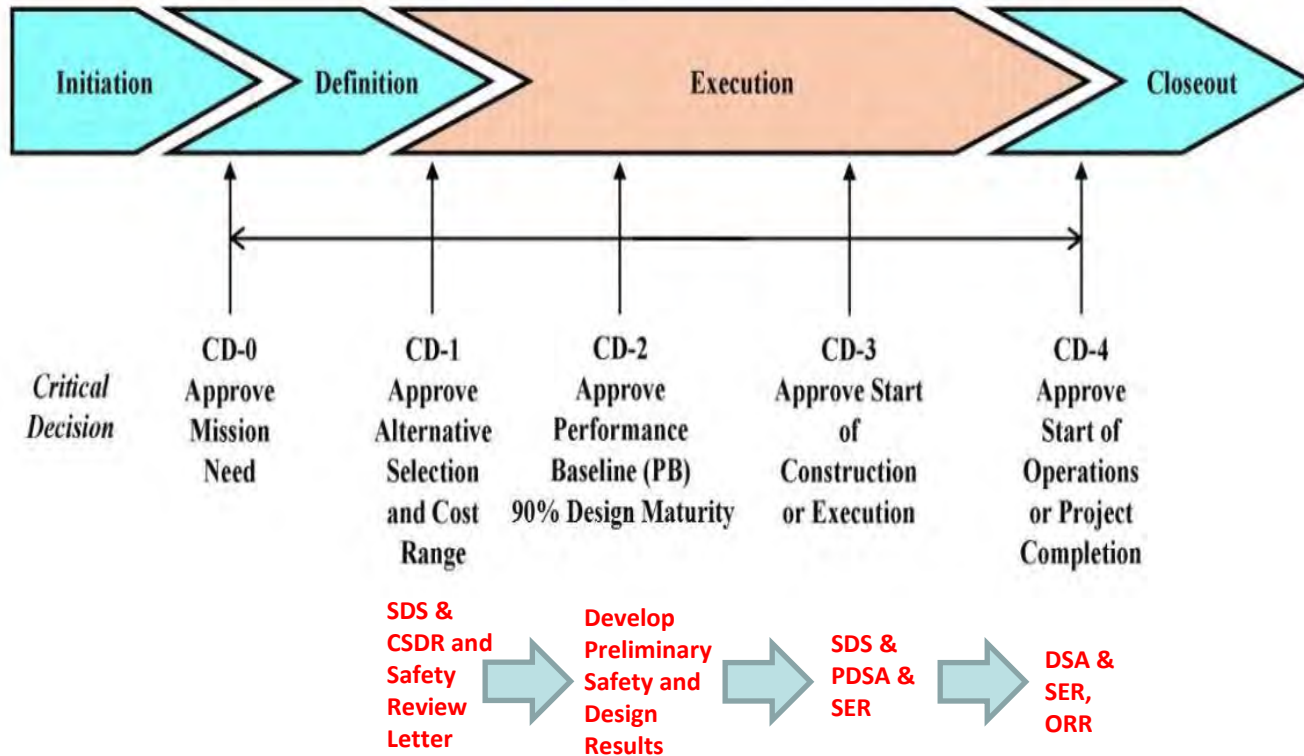 Initiation
Definition
Execution
Closeout
Critical
Decision
CD-0
Approve
Mission
Need
CD-1
Approve
Alternative
Selection
and Cost
Range
CD-2
Approve
Performance
Baseline (PB)
90% Design Maturity
CD-3
Approve Start
of
Construction
or Execution
CD-4
Approve
Start of
Operations
or Project
Completion
SDS &
CSDR and
Safety
Review
Letter
Develop
Preliminary
Safety and
Design
Results
SDS &
PDSA &
SER
DSA &
SER,
ORR